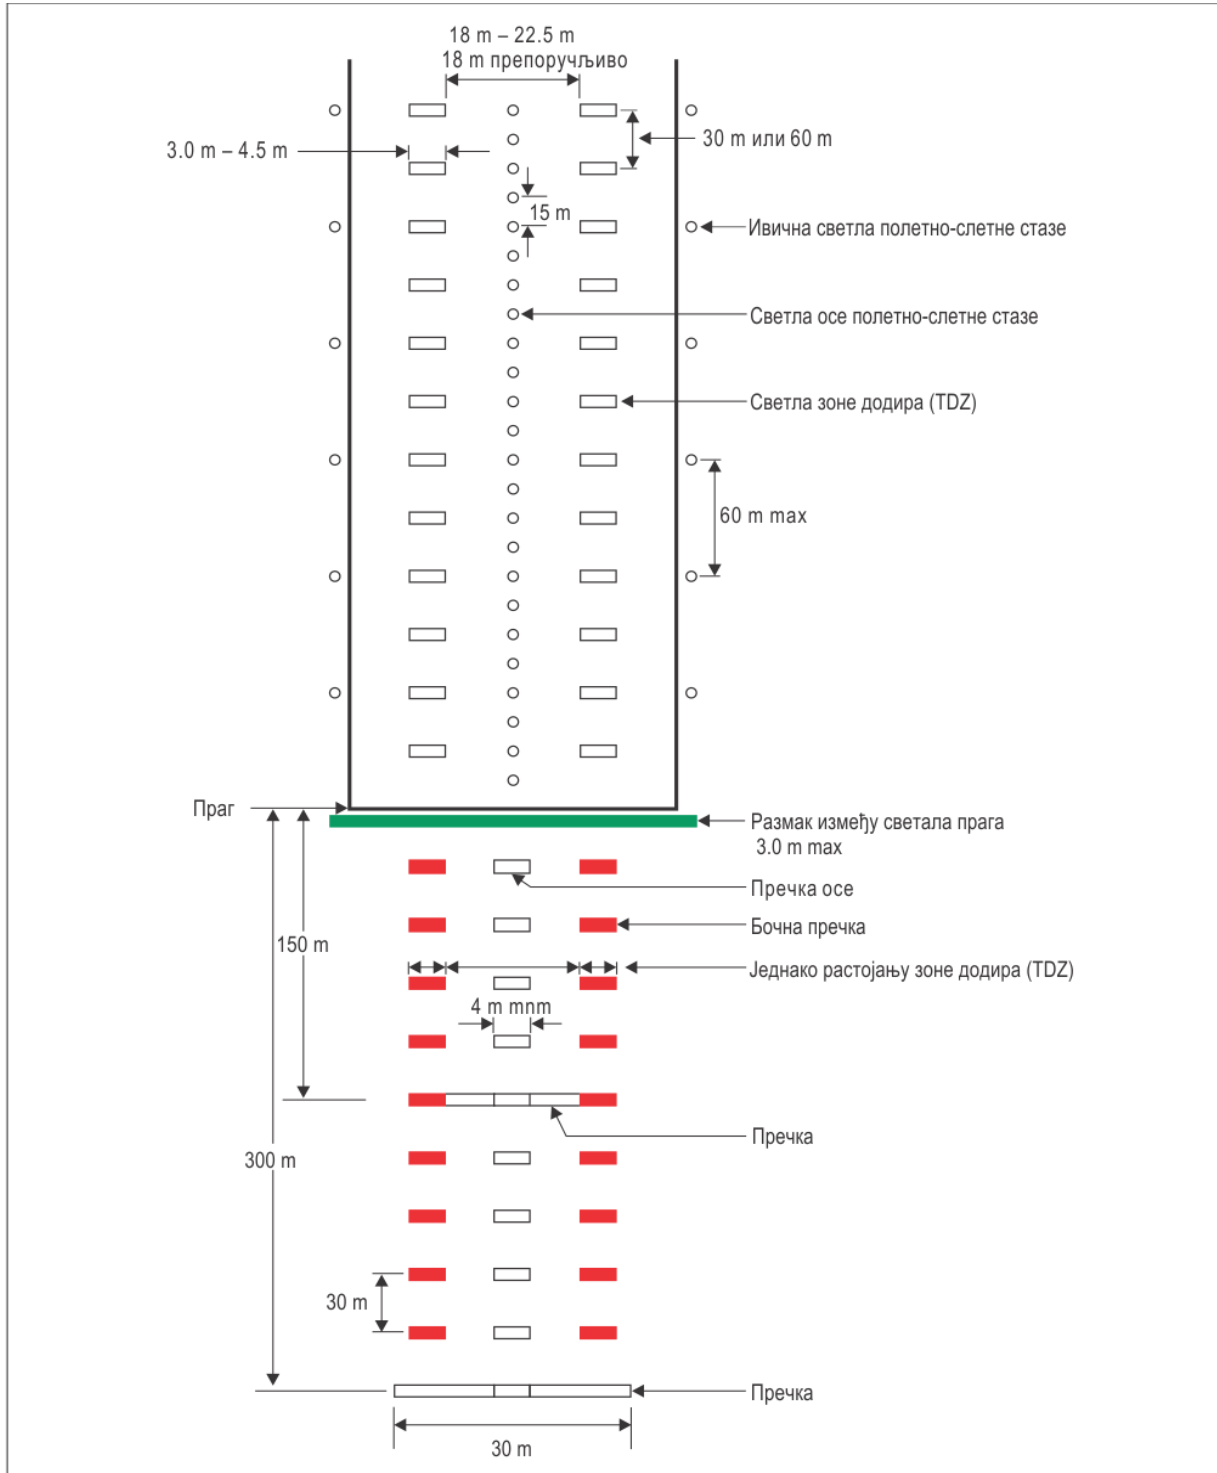 18 m – 22.5 m
18 m препоручљиво
3.0 m – 4.5 m
30 m или 60 m
15 m
Ивична светла полетно-слетне стазе
Светла осе полетно-слетне стазе
Светла зоне додира (TDZ)
60 m max
Праг
Размак између светала прага
3.0 m max
Пречка осе
Бочна пречка
150 m
Једнако растојању зоне додира (TDZ)
4 m mnm
Пречка
300 m
30 m
Пречка
30 m